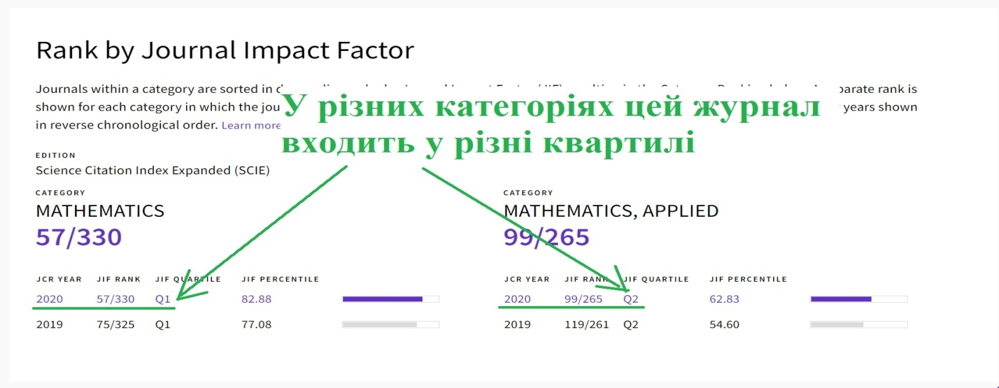 Rank by Journal Impact Factor
Journals within a category are sorted in parate rank is
shown for each category in which the years shown
in reverse chronological order. Learn more
У різних категоріях цей журнал
входить у різні квартилі
EDITION
Science Citation Index Expanded (SCIE)
CATEGORY
MATHEMATICS
57/330
JCR YEAR JIF RANK JIF QUARTILE JIF PERCENTILE
2020 57/330 Q1 82.88
2019 75/325 Q1 77.08
CATEGORY
MATHEMATICS, APPLIED
99/265
JCR YEAR JIF RANK JIF QUARTILE JIF PERCENTILE
2020 99/265 Q2 62.83
2019 119/261 Q2 54.60